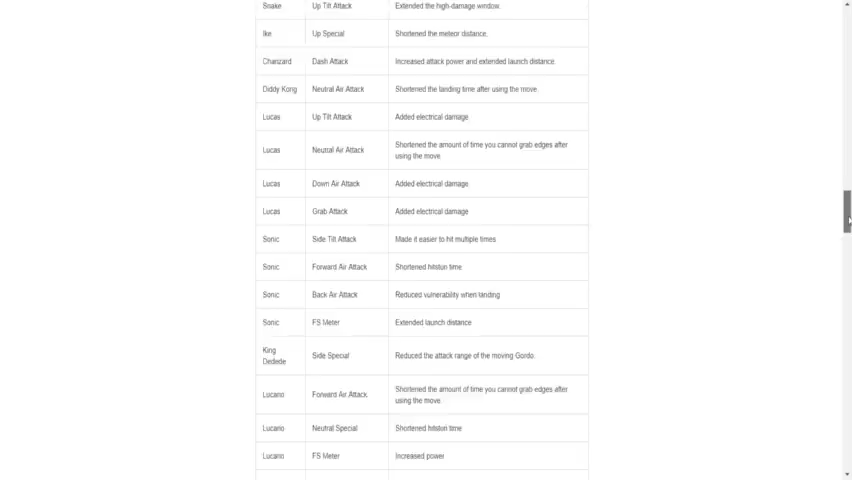 Snake Up Tilt Attack Extended the high-damage window.
Ike Up Special Shortened the meteor distance.
Charizard Dash Attack Increased attack power and extended launch distance.
Diddy Kong Neutral Air Attack Shortened the landing time after using the move.
Lucas Up Tilt Attack Added electrical damage
Lucas Neutral Air Attack Shortened the amount of time you cannot grab edges after
using the move.
Lucas Down Air Attack Added electrical damage
Lucas Grab Attack Added electrical damage
Sonic Side Tilt Attack Made it easier to hit multiple times
Sonic Forward Air Attack Shortened hitstun time
Sonic Back Air Attack Reduced vulnerability when landing
Sonic FS Meter Extended launch distance
King
Dedede Side Special Reduced the attack range of the moving Gordo.
Lucario Forward Air Attack Shortened the amount of time you cannot grab edges after
using the move.
Lucario Neutral Special Shortened hitstun time
Lucario FS Meter Increased power